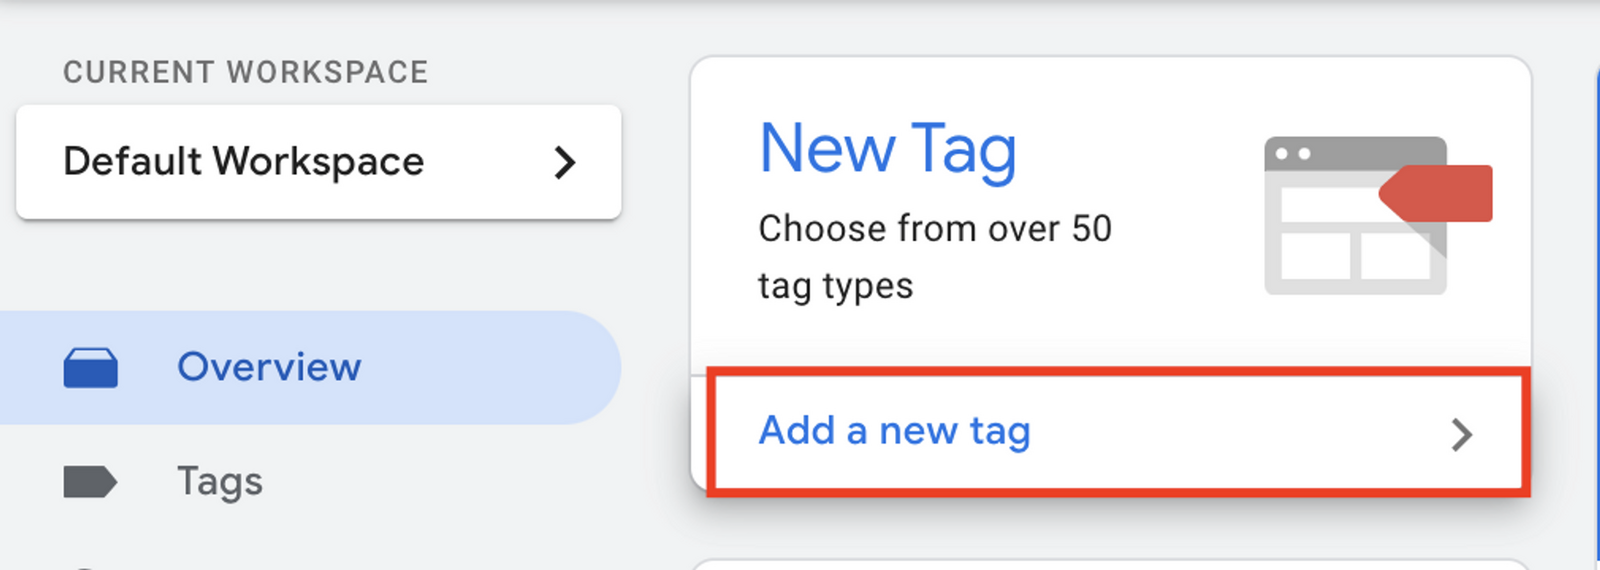 CURRENT WORKSPACE
Default Workspace
Overview
Tags
New Tag
Choose from over 50
tag types
Add a new tag